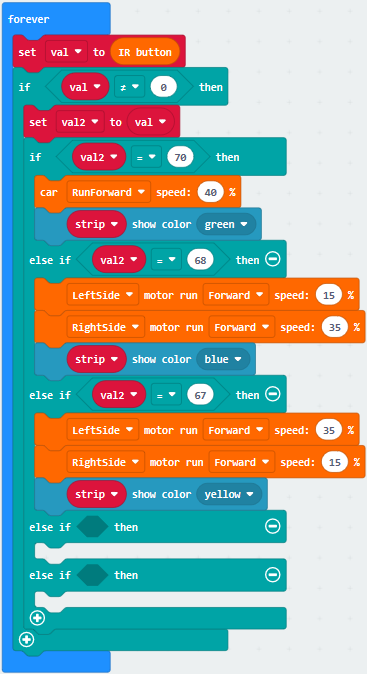 forever
set val to IR button
if val ≠ 0 then
set val2 to val
if val2 = 70 then
car RunForward speed: 40 %
strip show color green
else if val2 = 68 then
LeftSide motor run Forward speed: 15 %
RightSide motor run Forward speed: 35 %
strip show color blue
else if val2 = 67 then
LeftSide motor run Forward speed: 35 %
RightSide motor run Forward speed: 15 %
strip show color yellow
else if then
else if then